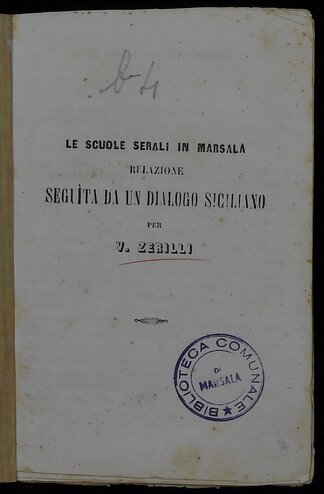 LE SCUOLE SERALI IN MARSALA
RELAZIONE
SEGUÌTA DA UN DIALOGO SICILIANO
PER
V. ZERILLI
BIBLIOTECA COMUNALE
DI
MARSALA